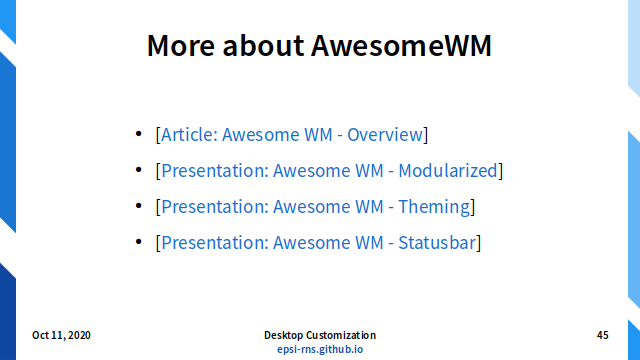 More about AwesomeWM
• [Article: Awesome WM - Overview]
• [Presentation: Awesome WM - Modularized]
• [Presentation: Awesome WM - Theming]
• [Presentation: Awesome WM - Statusbar]
Oct 11, 2020
Desktop Customization
45
epsi-rns.github.io